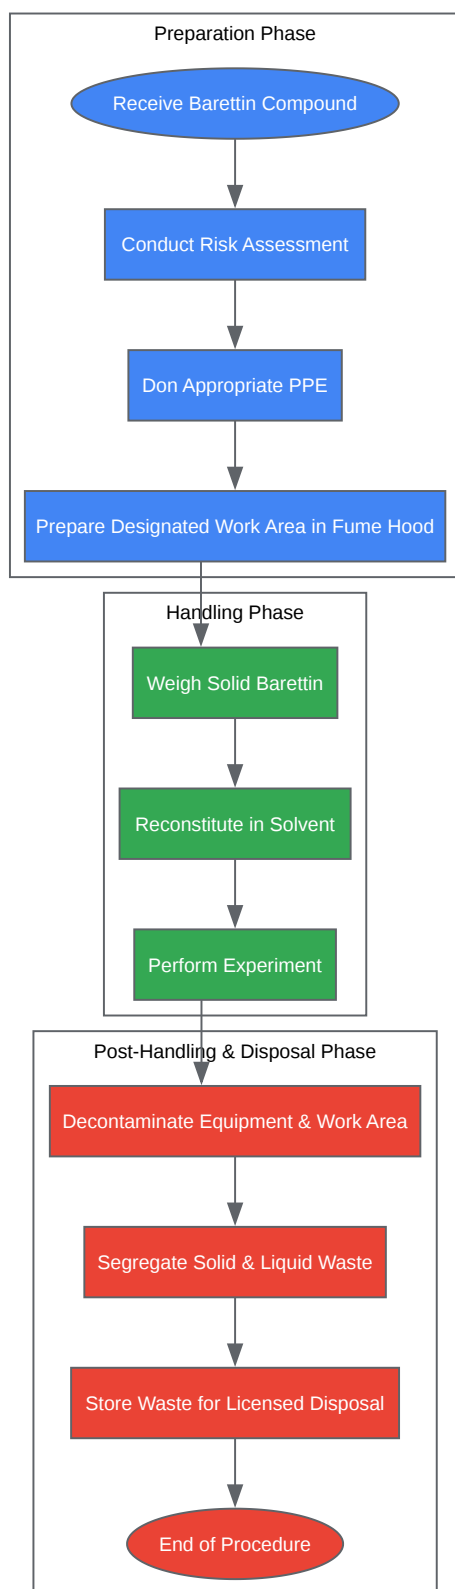 Preparation Phase
Receive Barettin Compound
Conduct Risk Assessment
Don Appropriate PPE
Prepare Designated Work Area in Fume Hood
Handling Phase
Weigh Solid Barettin
Reconstitute in Solvent
Perform Experiment
Post-Handling & Disposal Phase
Decontaminate Equipment & Work Area
Segregate Solid & Liquid Waste
Store Waste for Licensed Disposal
End of Procedure